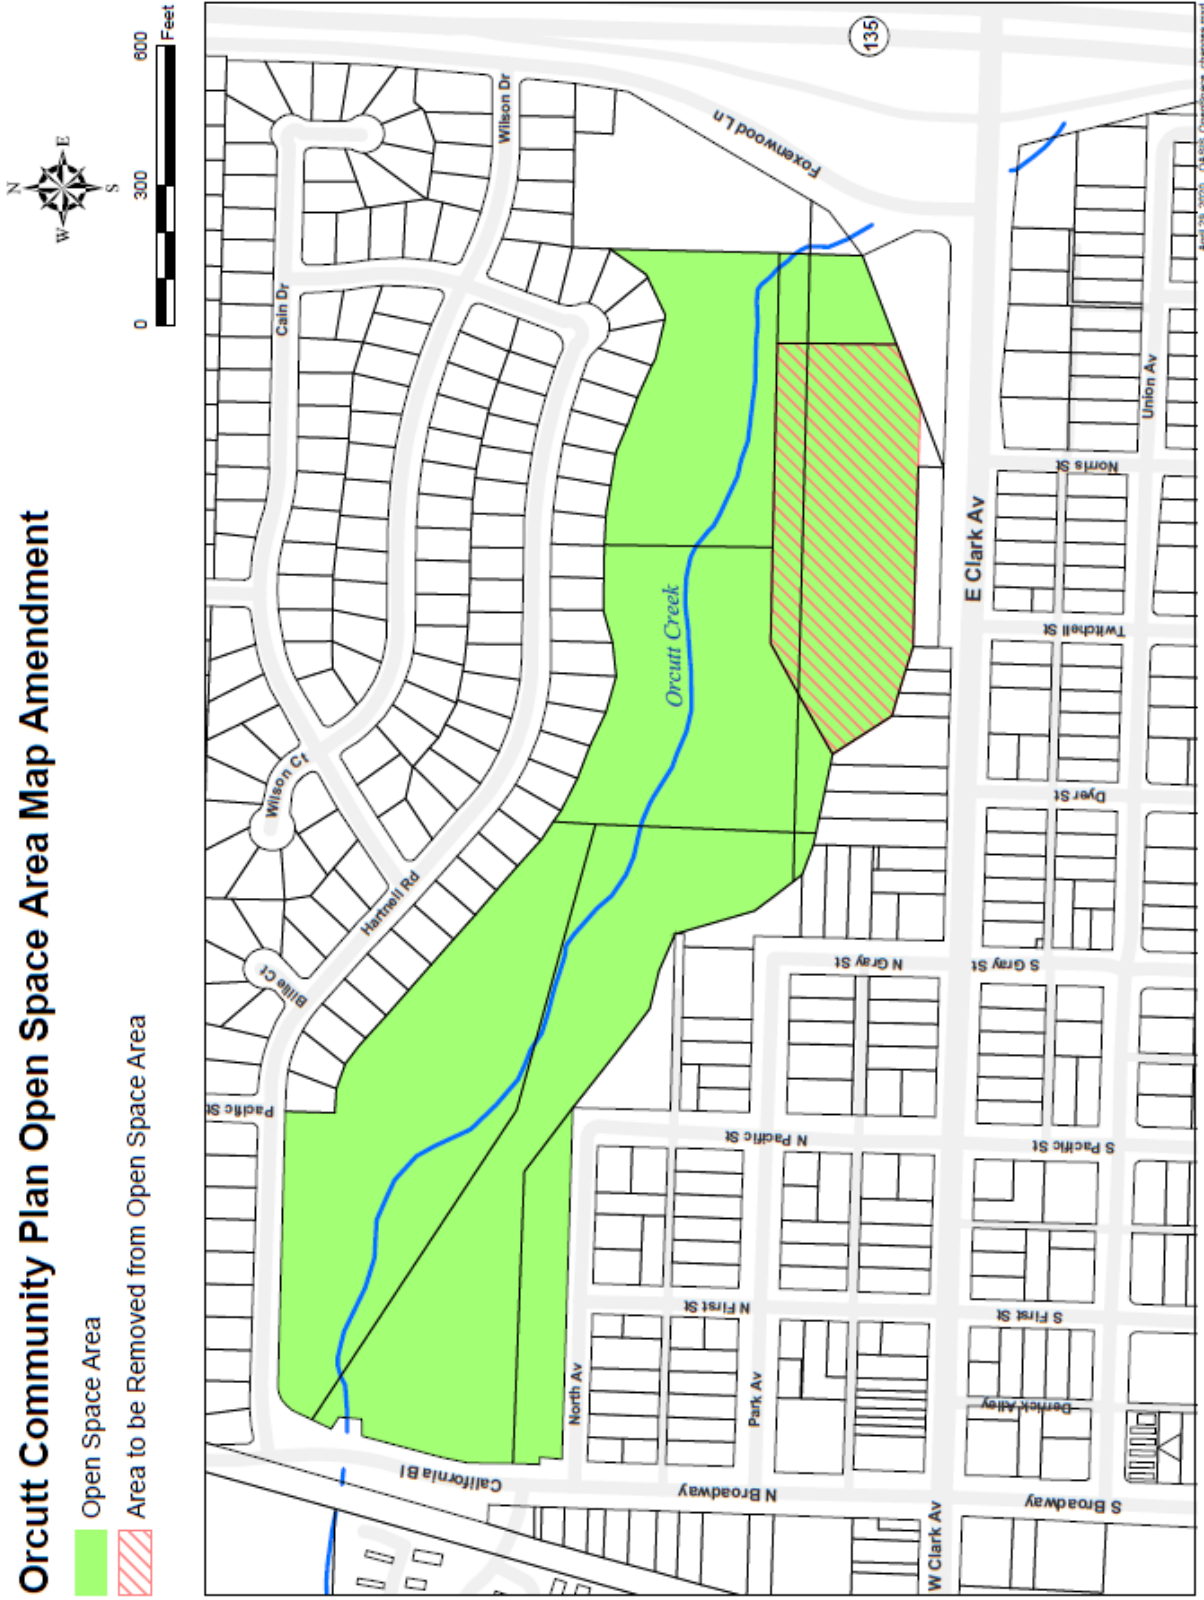 Orcutt Community Plan Open Space Area Map Amendment
Open Space Area
Area to be Removed from Open Space Area
N
W
E
S
0 300 600
Feet
135
Cain Dr
Wilson Dr
Foxenwood Ln
Wilson Ct
Billie Ct
Hartnell Rd
Pacific St
Orcutt Creek
E Clark Av
Union Av
Norris St
Twitchell St
Dyer St
N Gray St
S Gray St
N Pacific St
S Pacific St
N First St
S First St
North Av
Park Av
Derrick Alley
California Bl
N Broadway
S Broadway
W Clark Av